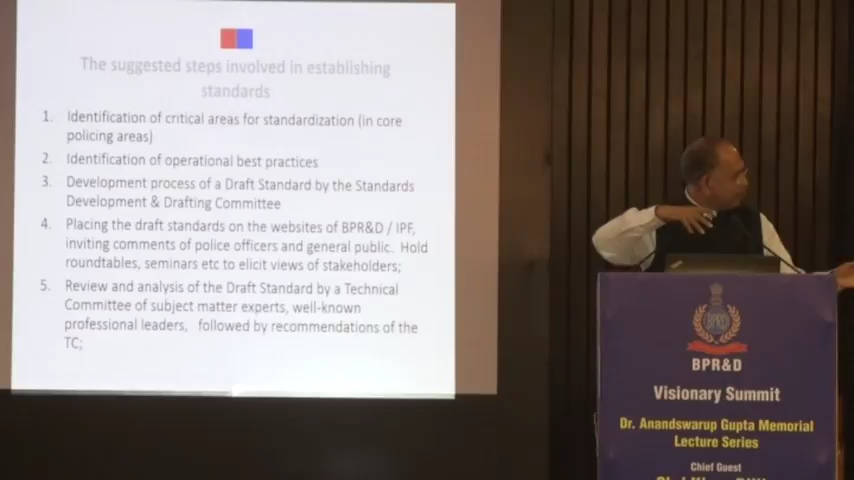 The suggested steps involved in establishing
standards
1. Identification of critical areas for standardization (in core
policing areas)
2. Identification of operational best practices
3. Development process of a Draft Standard by the Standards
Development & Drafting Committee
4. Placing the draft standards on the websites of BPR&D / IPF,
inviting comments of police officers and general public. Hold
roundtables, seminars etc to elicit views of stakeholders;
5. Review and analysis of the Draft Standard by a Technical
Committee of subject matter experts, well-known
professional leaders, followed by recommendations of the
TC;
BPR&D
BPR&D
Visionary Summit
Dr. Anandswarup Gupta Memorial
Lecture Series
Chief Guest